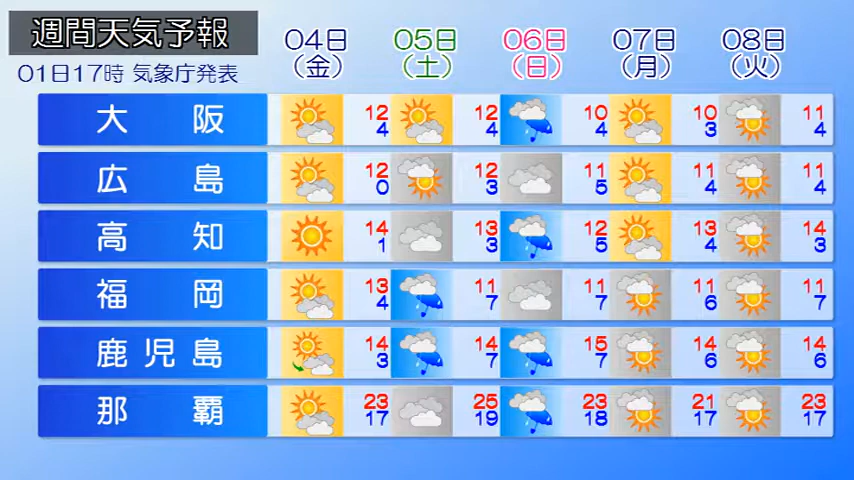 週間天気予報
01日17時 気象庁発表
04日 05日 06日 07日 08日
(金) (土) (日) (月) (火)
大阪 12 4 12 4 10 4 10 3 11 4
広島 12 0 12 3 11 5 11 4 11 4
高知 14 1 13 3 12 5 13 4 14 3
福岡 13 4 11 7 11 7 11 6 11 7
鹿児島 14 3 14 7 15 7 14 6 14 6
那覇 23 17 25 19 23 18 21 17 23 17